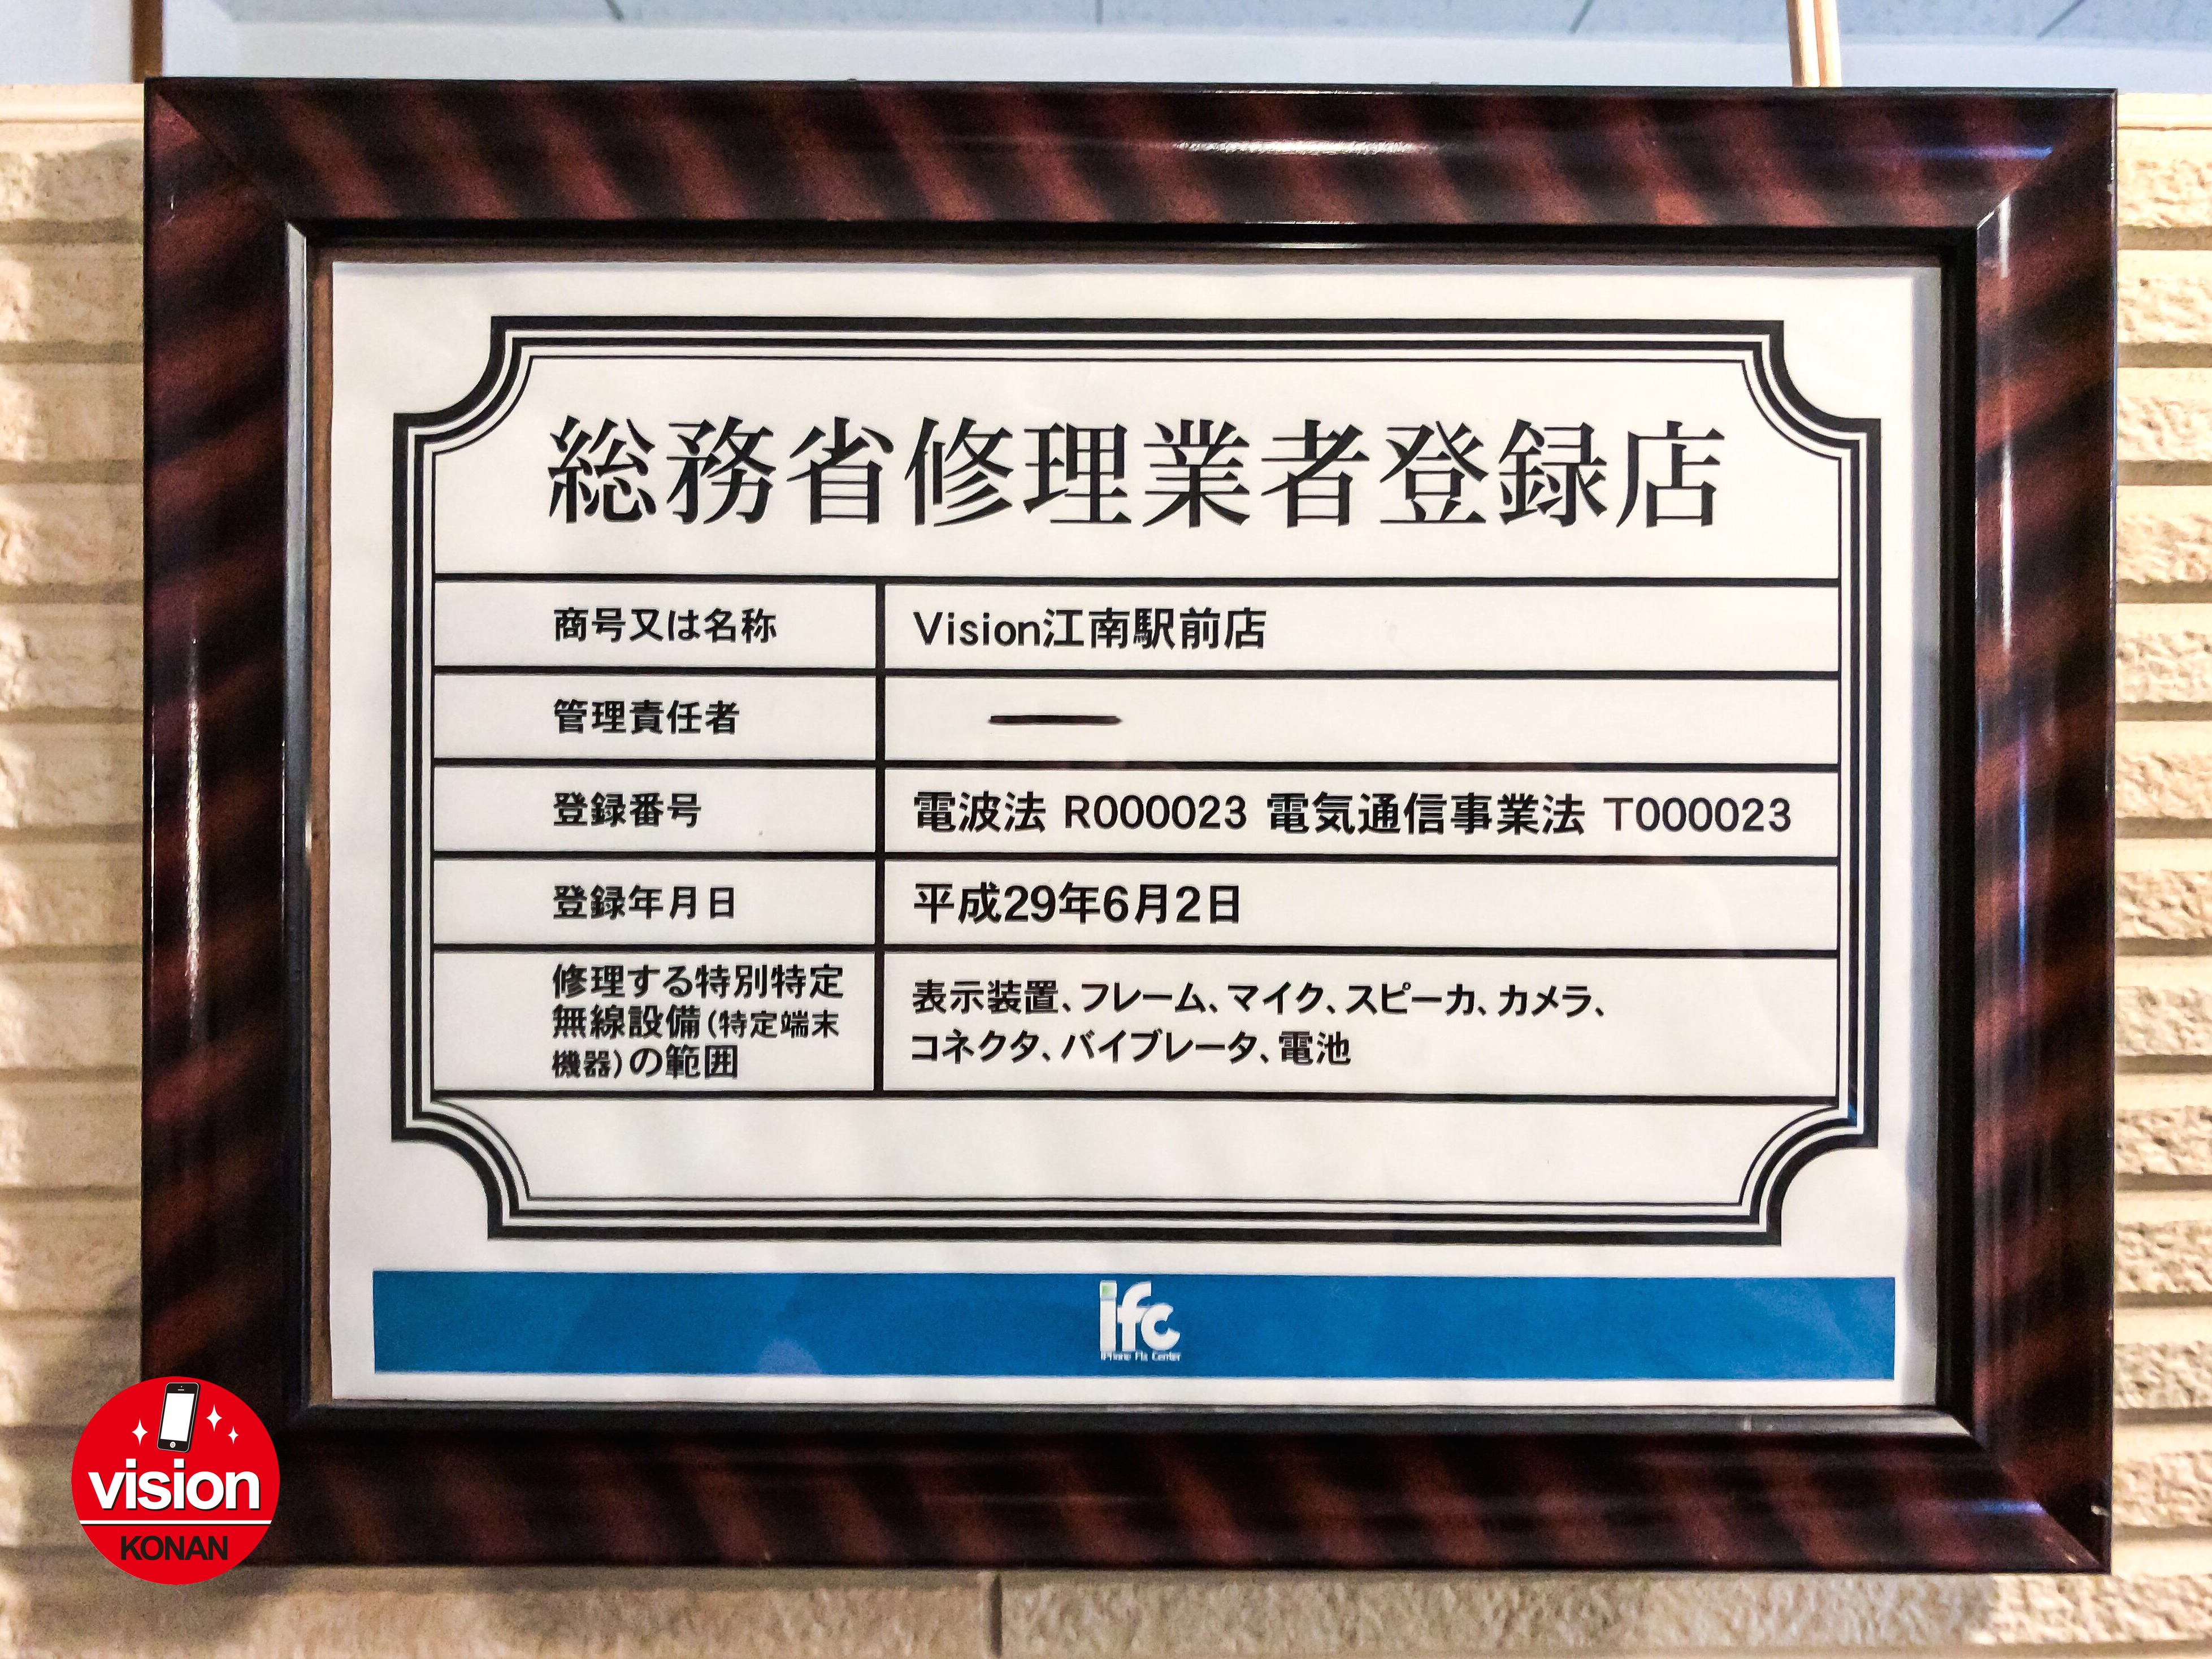 総務省修理業者登録店
商号又は名称 Vision江南駅前店
管理責任者
登録番号 電波法 R000023 電気通信事業法 T000023
登録年月日 平成29年6月2日
修理する特別特定
無線設備(特定端末
機器)の範囲
表示装置、フレーム、マイク、スピーカ、カメラ、
コネクタ、バイブレータ、電池
ifc
iPhone Fix Center
vision
KONAN